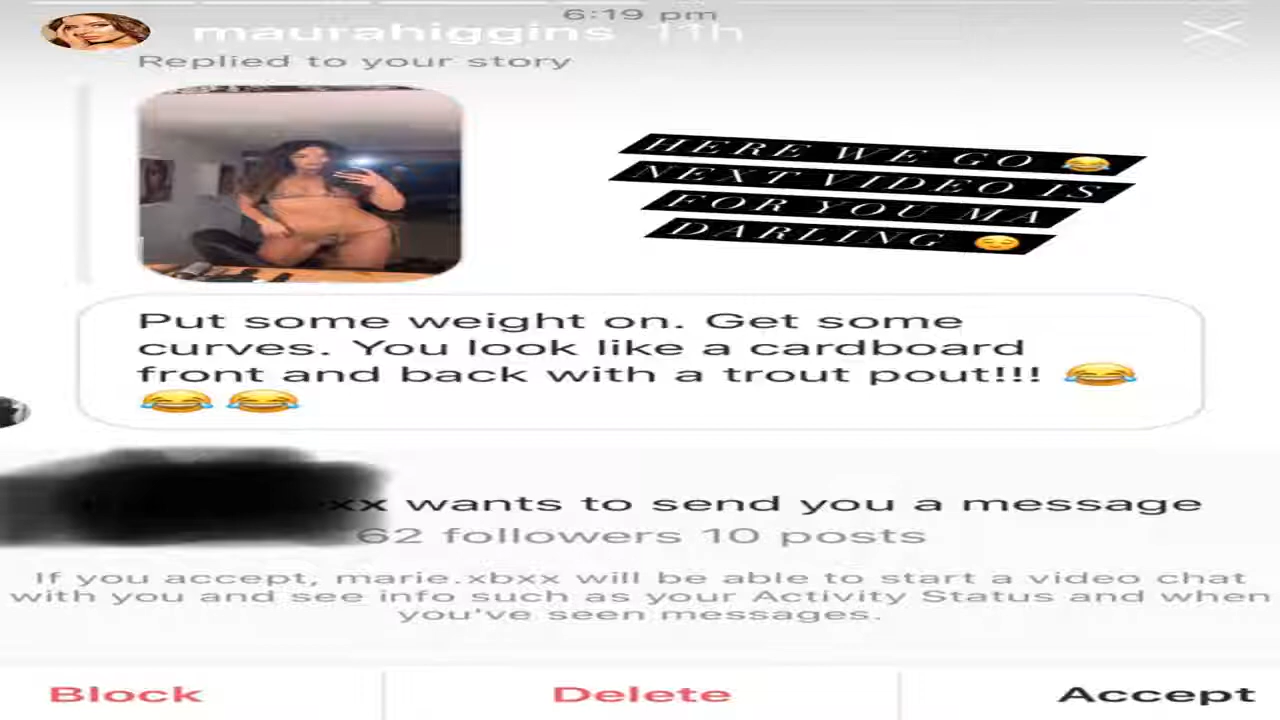 6:19 pm
maurahiggins 11h
Replied to your story
HERE WE GO 😂
NEXT VIDEO IS
FOR YOU MA
DARLING ☺️
Put some weight on. Get some
curves. You look like a cardboard
front and back with a trout pout!!! 😂
😂 😂
xx wants to send you a message
62 followers 10 posts
If you accept, marie.xbxx will be able to start a video chat
with you and see info such as your Activity Status and when
you've seen messages.
Block Delete Accept